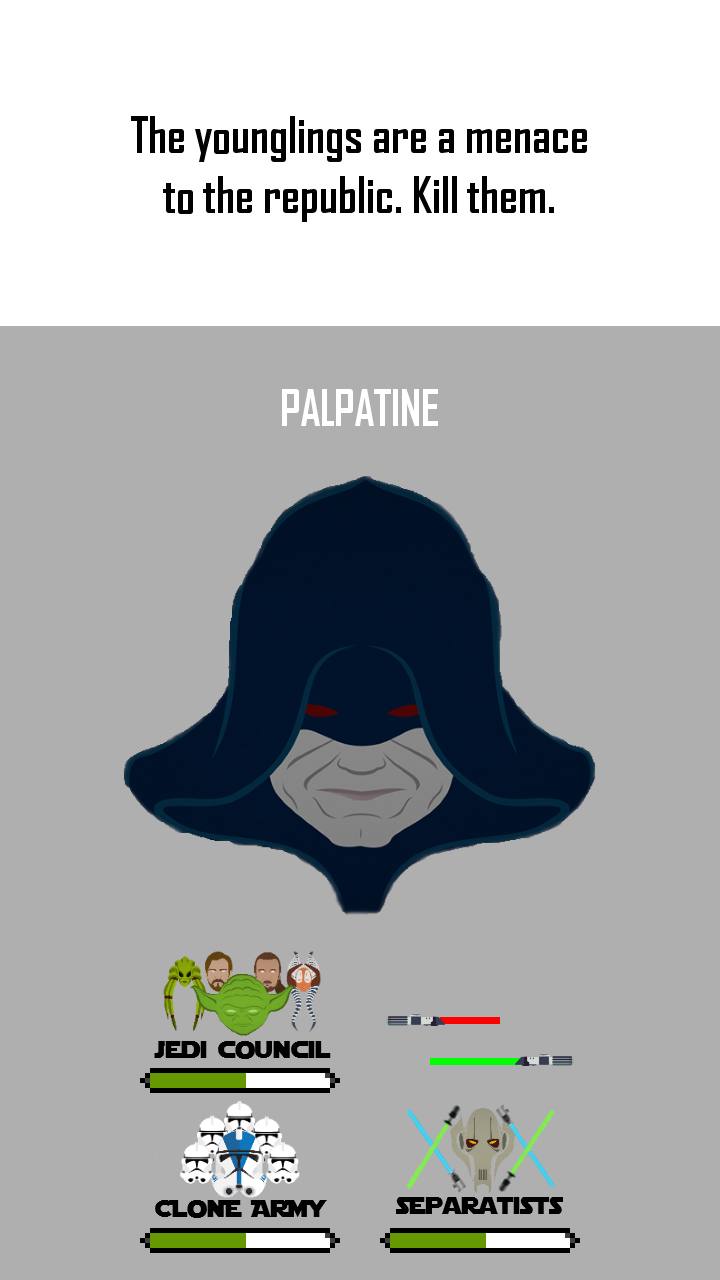 The younglings are a menace
to the republic. Kill them.
PALPATINE
JEDI COUNCIL
CLONE ARMY
SEPARATISTS